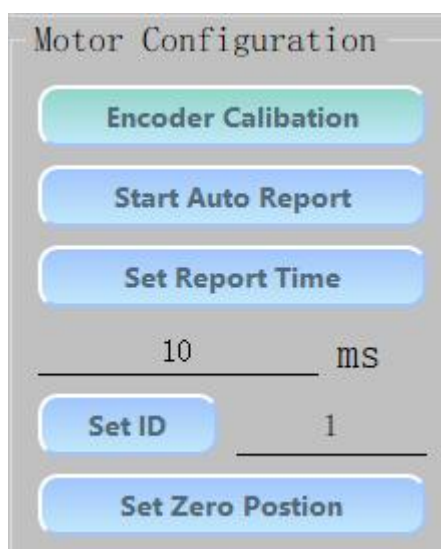 Motor Configuration
Encoder Calibation
Start Auto Report
Set Report Time
10 ms
Set ID 1
Set Zero Postion